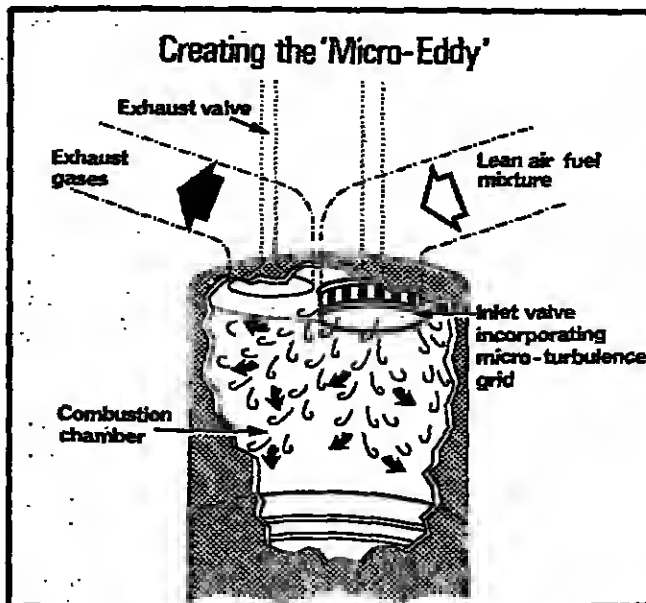 Creating the 'Micro-Eddy'
Exhaust valve
Exhaust
gases
Lean air fuel
mixture
Inlet valve
incorporating
micro-turbulence
grid
Combustion
chamber